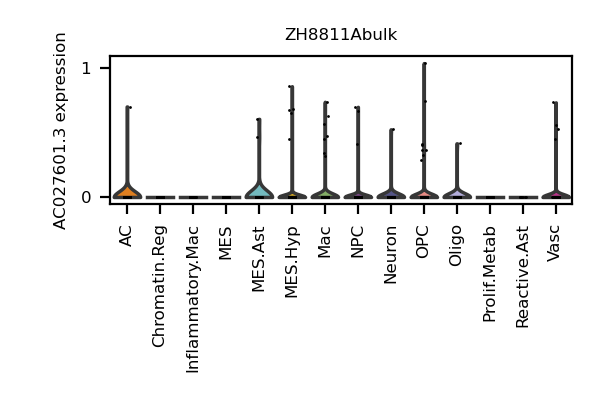 ZH8811Abulk
AC027601.3 expression
1
0
AC
Chromatin.Reg
Inflammatory.Mac
MES
MES.Ast
MES.Hyp
Mac
NPC
Neuron
OPC
Oligo
Prolif.Metab
Reactive.Ast
Vasc